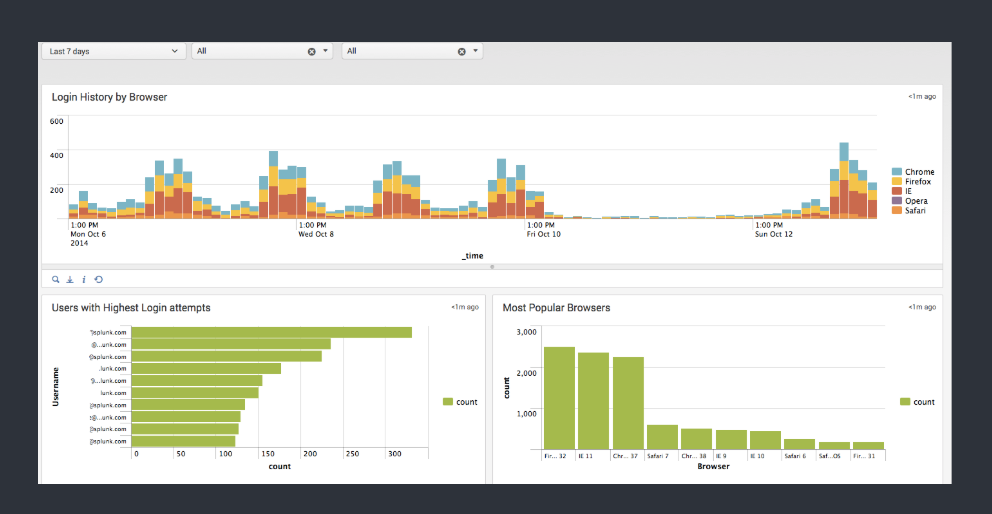 Last 7 days All All
Login History by Browser <1m ago
600
400
200
Chrome
Firefox
IE
Opera
Safari
1:00 PM 1:00 PM 1:00 PM 1:00 PM
Mon Oct 6 Wed Oct 8 Fri Oct 10 Sun Oct 12
2014
_time
Users with Highest Login attempts <1m ago
Username
splunk.com
@...unk.com
@splunk.com
.lunk.com
...lunk.com
lunk.com
@splunk.com
@...unk.com
@splunk.com
@splunk.com
0 50 100 150 200 250 300
count
count
Most Popular Browsers <1m ago
3,000
2,000
1,000
count
count
Fir... 32 IE 11 Chr... 37 Safari 7 Chr... 38 IE 9 IE 10 Safari 6 Saf...OS Fir... 31
Browser